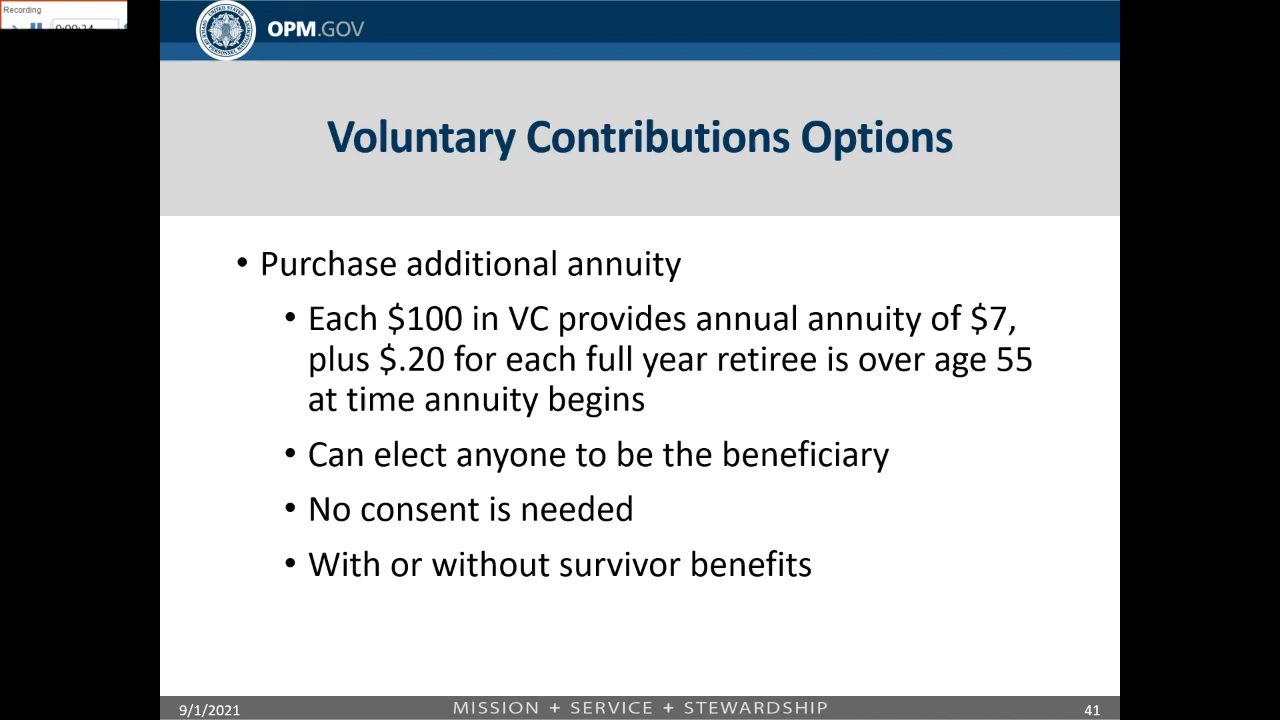 Recording
OPM.GOV
Voluntary Contributions Options
• Purchase additional annuity
• Each $100 in VC provides annual annuity of $7,
plus $.20 for each full year retiree is over age 55
at time annuity begins
• Can elect anyone to be the beneficiary
• No consent is needed
• With or without survivor benefits
9/1/2021
MISSION + SERVICE + STEWARDSHIP
41